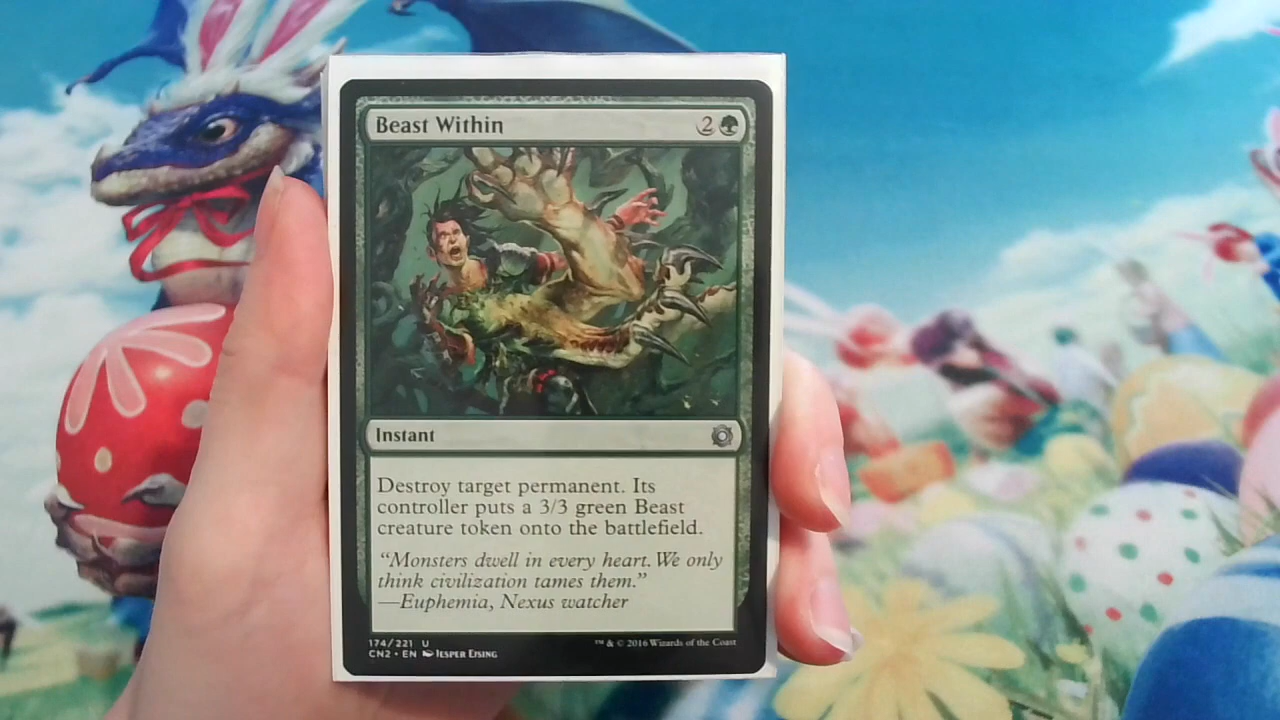 Beast Within 2
Instant
Destroy target permanent. Its
controller puts a 3/3 green Beast
creature token onto the battlefield.
“Monsters dwell in every heart. We only
think civilization tames them.”
—Euphemia, Nexus watcher
174/221 U
™ & © 2016 Wizards of the Coast
CN2 • EN Jesper Ejsing